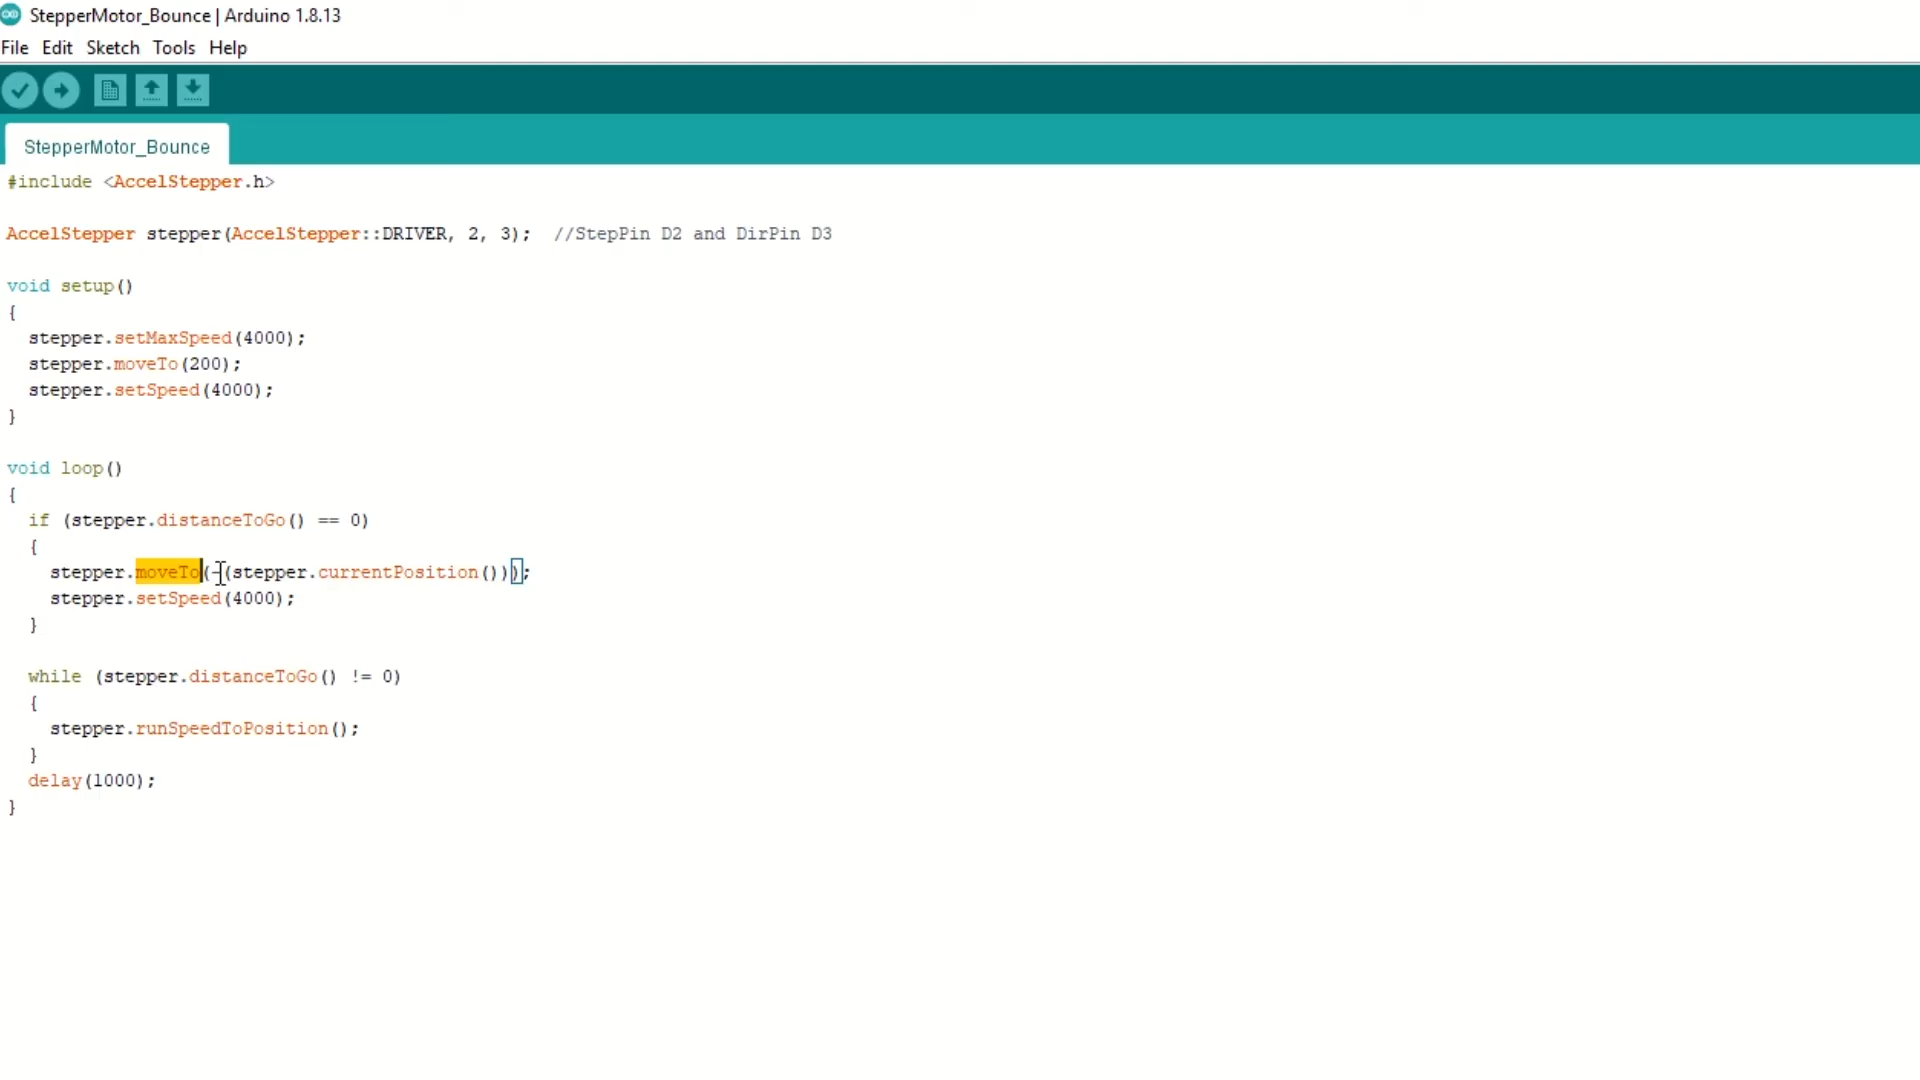 StepperMotor_Bounce | Arduino 1.8.13
File Edit Sketch Tools Help
StepperMotor_Bounce
#include <AccelStepper.h>
AccelStepper stepper(AccelStepper::DRIVER, 2, 3);  //StepPin D2 and DirPin D3
void setup()
{
  stepper.setMaxSpeed(4000);
  stepper.moveTo(200);
  stepper.setSpeed(4000);
}
void loop()
{
  if (stepper.distanceToGo() == 0)
  {
    stepper.moveTo(-(stepper.currentPosition()));
    stepper.setSpeed(4000);
  }
  while (stepper.distanceToGo() != 0)
  {
    stepper.runSpeedToPosition();
  }
  delay(1000);
}